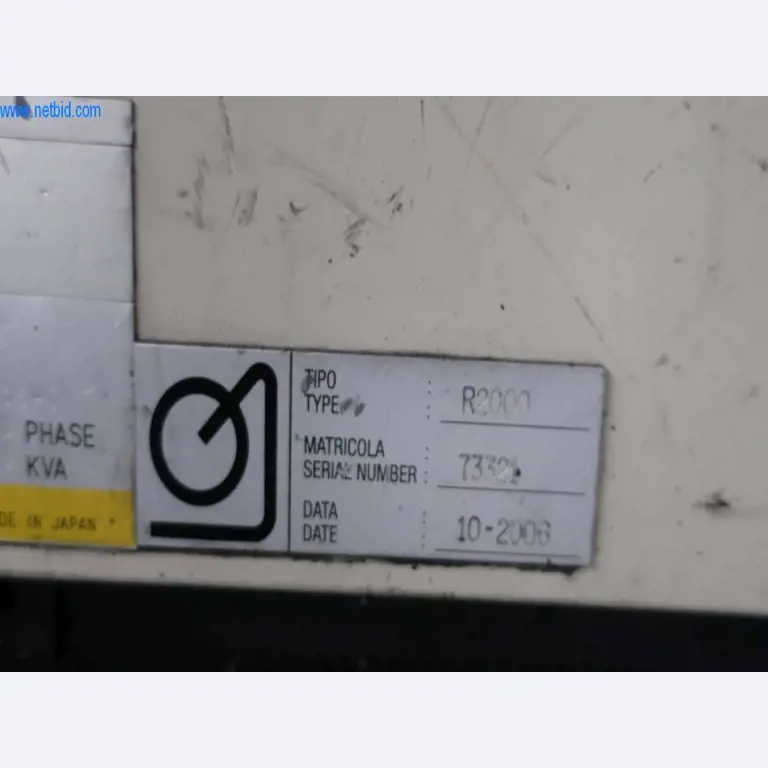 www.netbid.com
PHASE
KVA
DE IN JAPAN
TIPO
TYPE : R2000
MATRICOLA
SERIAL NUMBER :
DATA
DATE : 10-2006